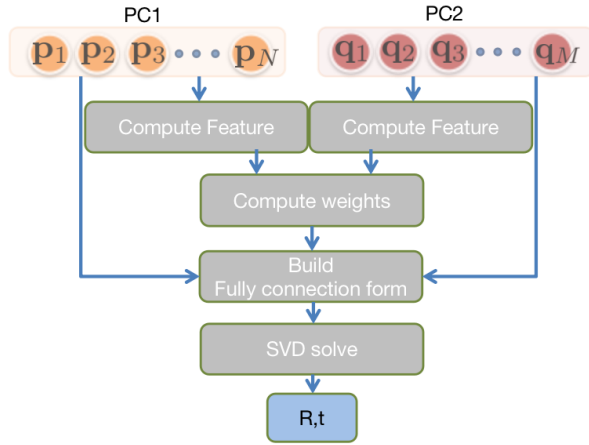 PC1
PC2
p1 p2 p3 ••• pN
q1 q2 q3 ••• qM
Compute Feature
Compute Feature
Compute weights
Build
Fully connection form
SVD solve
R,t